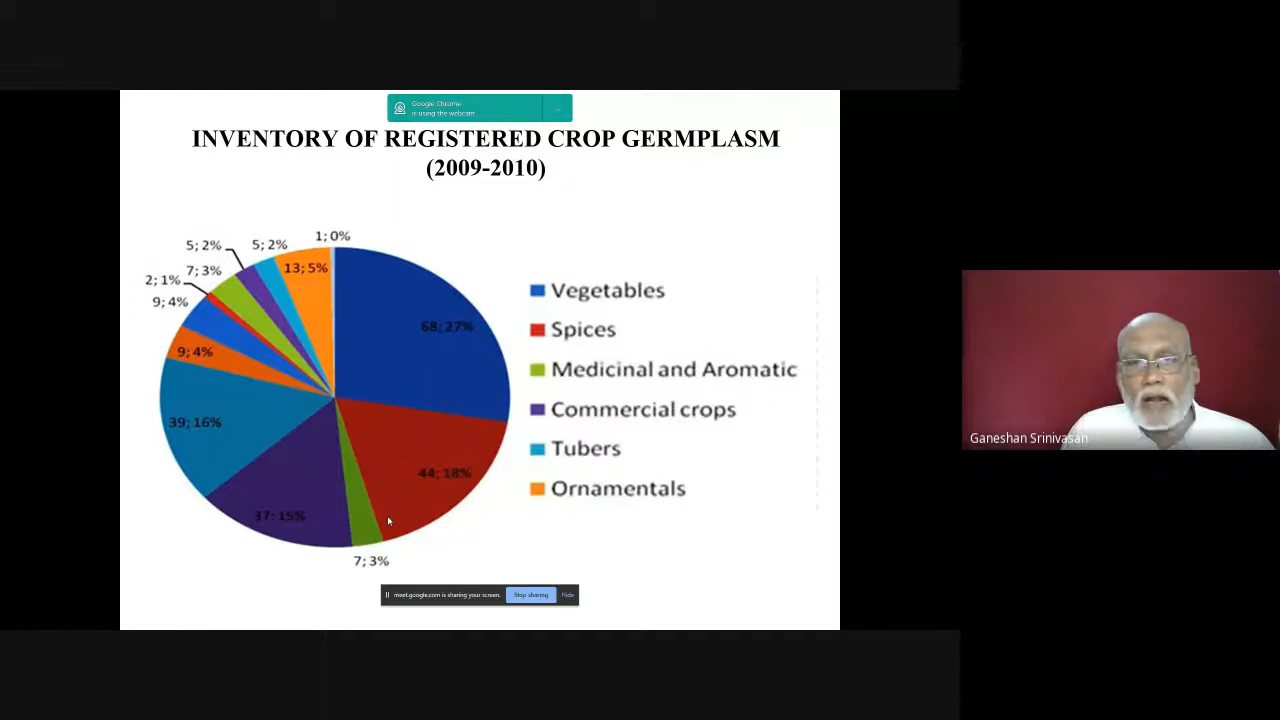 Google Chrome
is using the webcam
INVENTORY OF REGISTERED CROP GERMPLASM
(2009-2010)
1; 0%
5; 2%
5; 2%
13; 5%
7; 3%
2; 1%
9; 4%
68; 27%
9; 4%
39; 16%
44; 18%
37; 15%
7; 3%
Vegetables
Spices
Medicinal and Aromatic
Commercial crops
Tubers
Ornamentals
Ganeshan Srinivasan
meet.google.com is sharing your screen.
Stop sharing
Hide